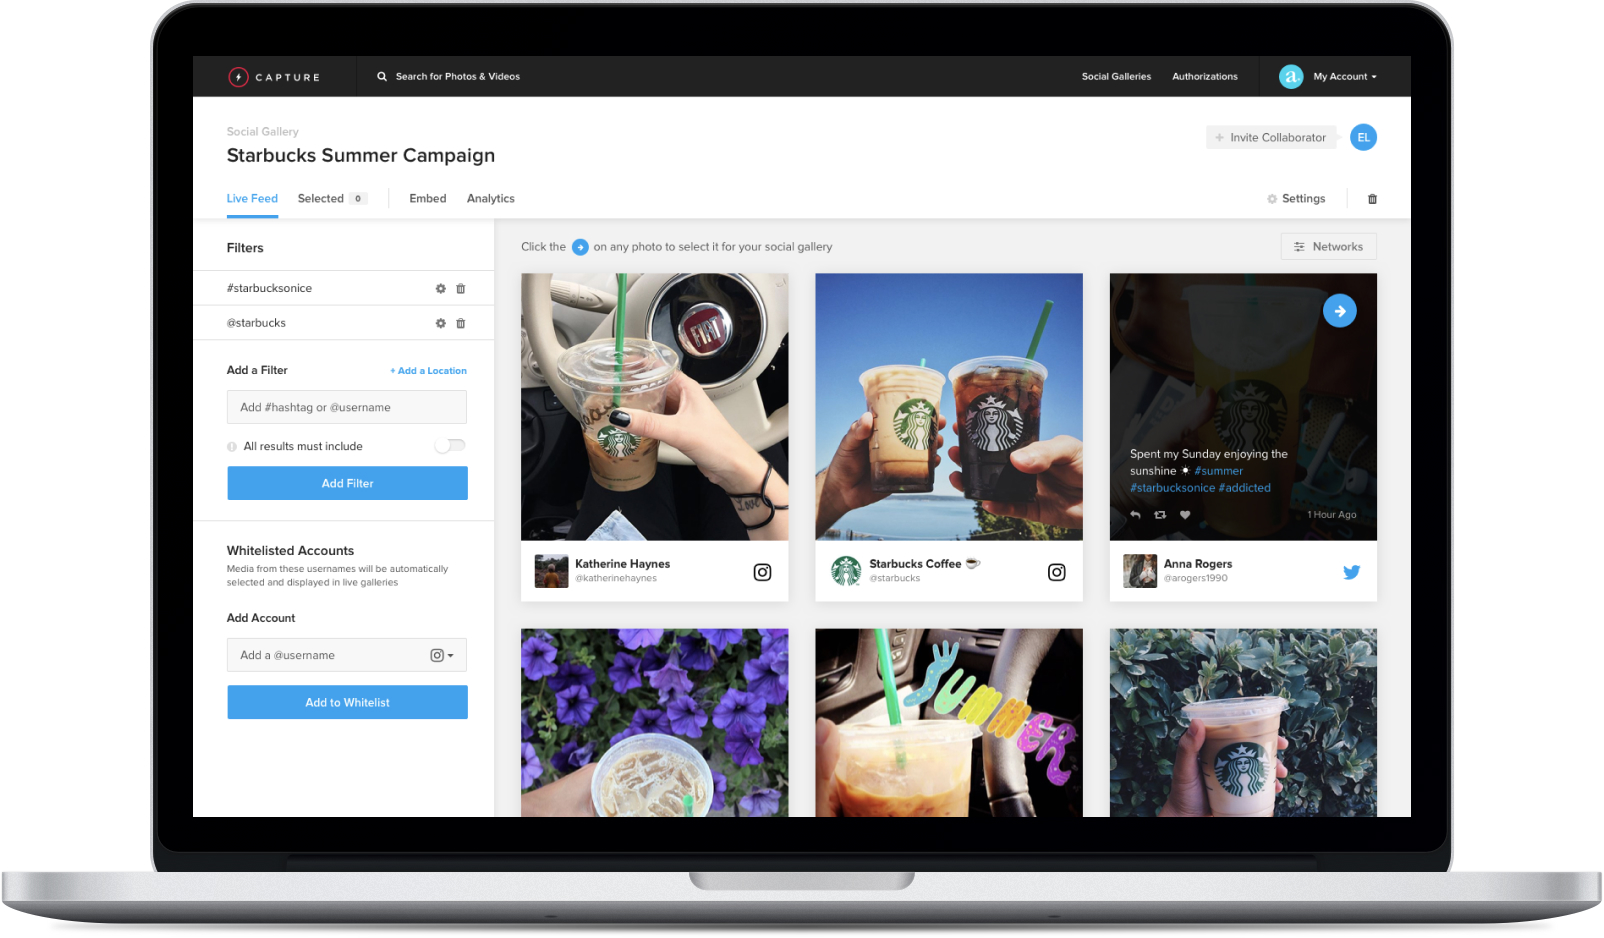 CAPTURE
Search for Photos & Videos
Social Galleries
Authorizations
a.
My Account
Social Gallery
Starbucks Summer Campaign
+ Invite Collaborator
EL
Live Feed
Selected 0
Embed
Analytics
Settings
Filters
#starbucksonice
@starbucks
Add a Filter
+ Add a Location
Add #hashtag or @username
All results must include
Add Filter
Whitelisted Accounts
Media from these usernames will be automatically
selected and displayed in live galleries
Add Account
Add a @username
Add to Whitelist
Click the on any photo to select it for your social gallery
Networks
FIAT
Love
Katherine Haynes
@katherinehaynes
Starbucks Coffee ☕
@starbucks
Spent my Sunday enjoying the
sunshine ☀ #summer
#starbucksonice #addicted
1 Hour Ago
Anna Rogers
@arogers1990
SUMMER